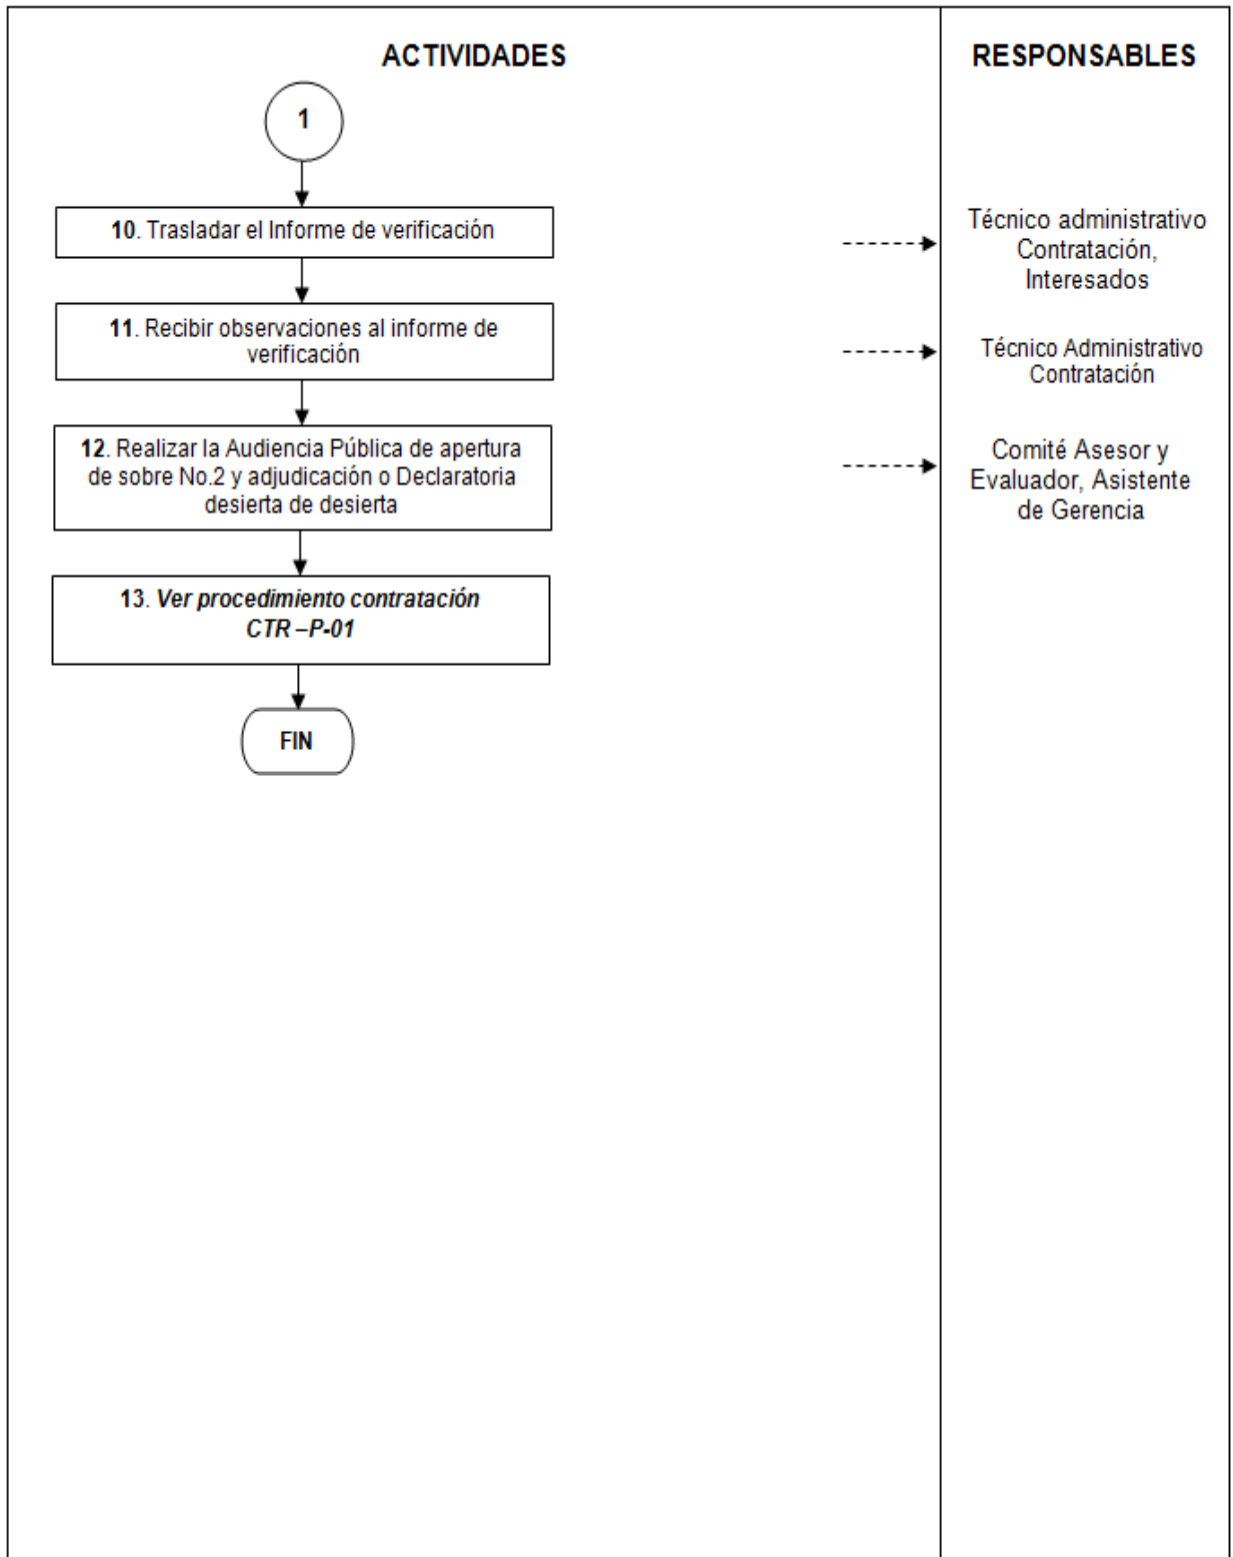 ACTIVIDADES
RESPONSABLES
1
10. Trasladar el Informe de verificación
Técnico administrativo
Contratación,
Interesados
11. Recibir observaciones al informe de
verificación
Técnico Administrativo
Contratación
12. Realizar la Audiencia Pública de apertura
de sobre No.2 y adjudicación o Declaratoria
desierta de desierta
Comité Asesor y
Evaluador, Asistente
de Gerencia
13. Ver procedimiento contratación
CTR –P-01
FIN